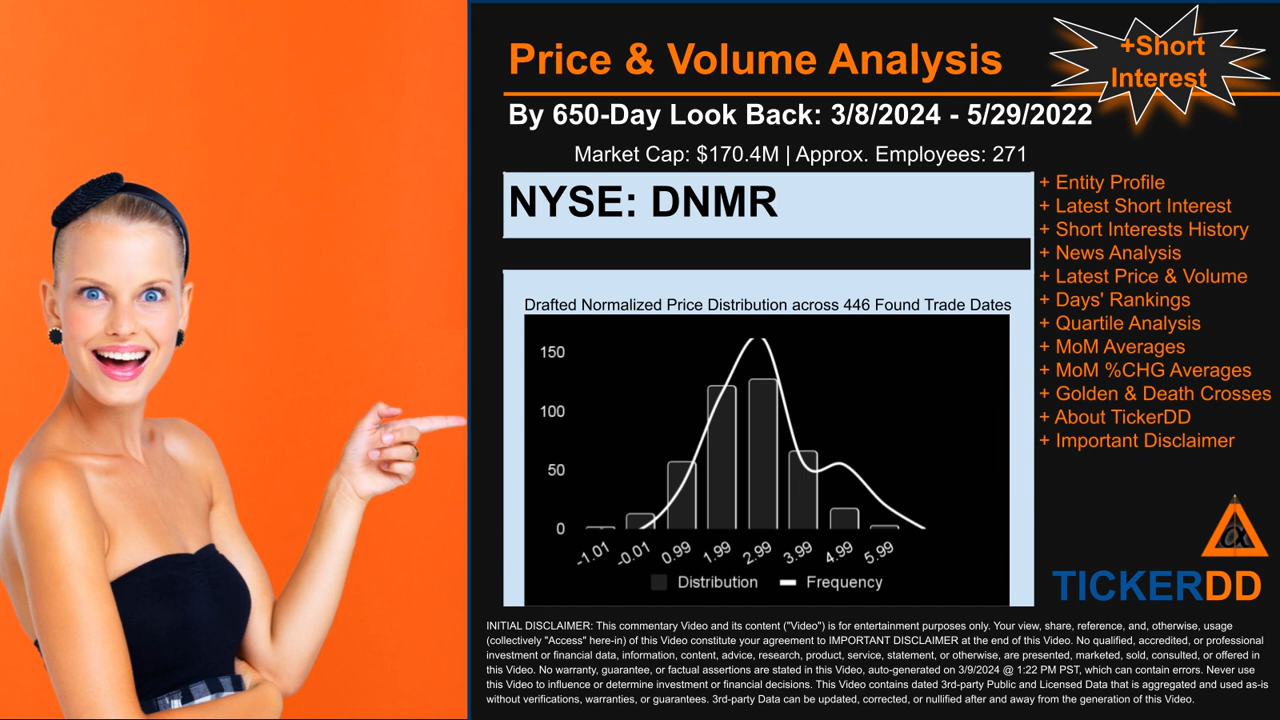 Price & Volume Analysis
+Short
Interest
By 650-Day Look Back: 3/8/2024 - 5/29/2022
Market Cap: $170.4M | Approx. Employees: 271
NYSE: DNMR
+ Entity Profile
+ Latest Short Interest
+ Short Interests History
+ News Analysis
+ Latest Price & Volume
+ Days' Rankings
+ Quartile Analysis
+ MoM Averages
+ MoM %CHG Averages
+ Golden & Death Crosses
+ About TickerDD
+ Important Disclaimer
Drafted Normalized Price Distribution across 446 Found Trade Dates
150
100
50
0
-1.01 -0.01 0.99 1.99 2.99 3.99 4.99 5.99
Distribution Frequency
TICKERDD
INITIAL DISCLAIMER: This commentary Video and its content ("Video") is for entertainment purposes only. Your view, share, reference, and, otherwise, usage
(collectively "Access" here-in) of this Video constitute your agreement to IMPORTANT DISCLAIMER at the end of this Video. No qualified, accredited, or professional
investment or financial data, information, content, advice, research, product, service, statement, or otherwise, are presented, marketed, sold, consulted, or offered in
this Video. No warranty, guarantee, or factual assertions are stated in this Video, auto-generated on 3/9/2024 @ 1:22 PM PST, which can contain errors. Never use
this Video to influence or determine investment or financial decisions. This Video contains dated 3rd-party Public and Licensed Data that is aggregated and used as-is
without verifications, warranties, or guarantees. 3rd-party Data can be updated, corrected, or nullified after and away from the generation of this Video.